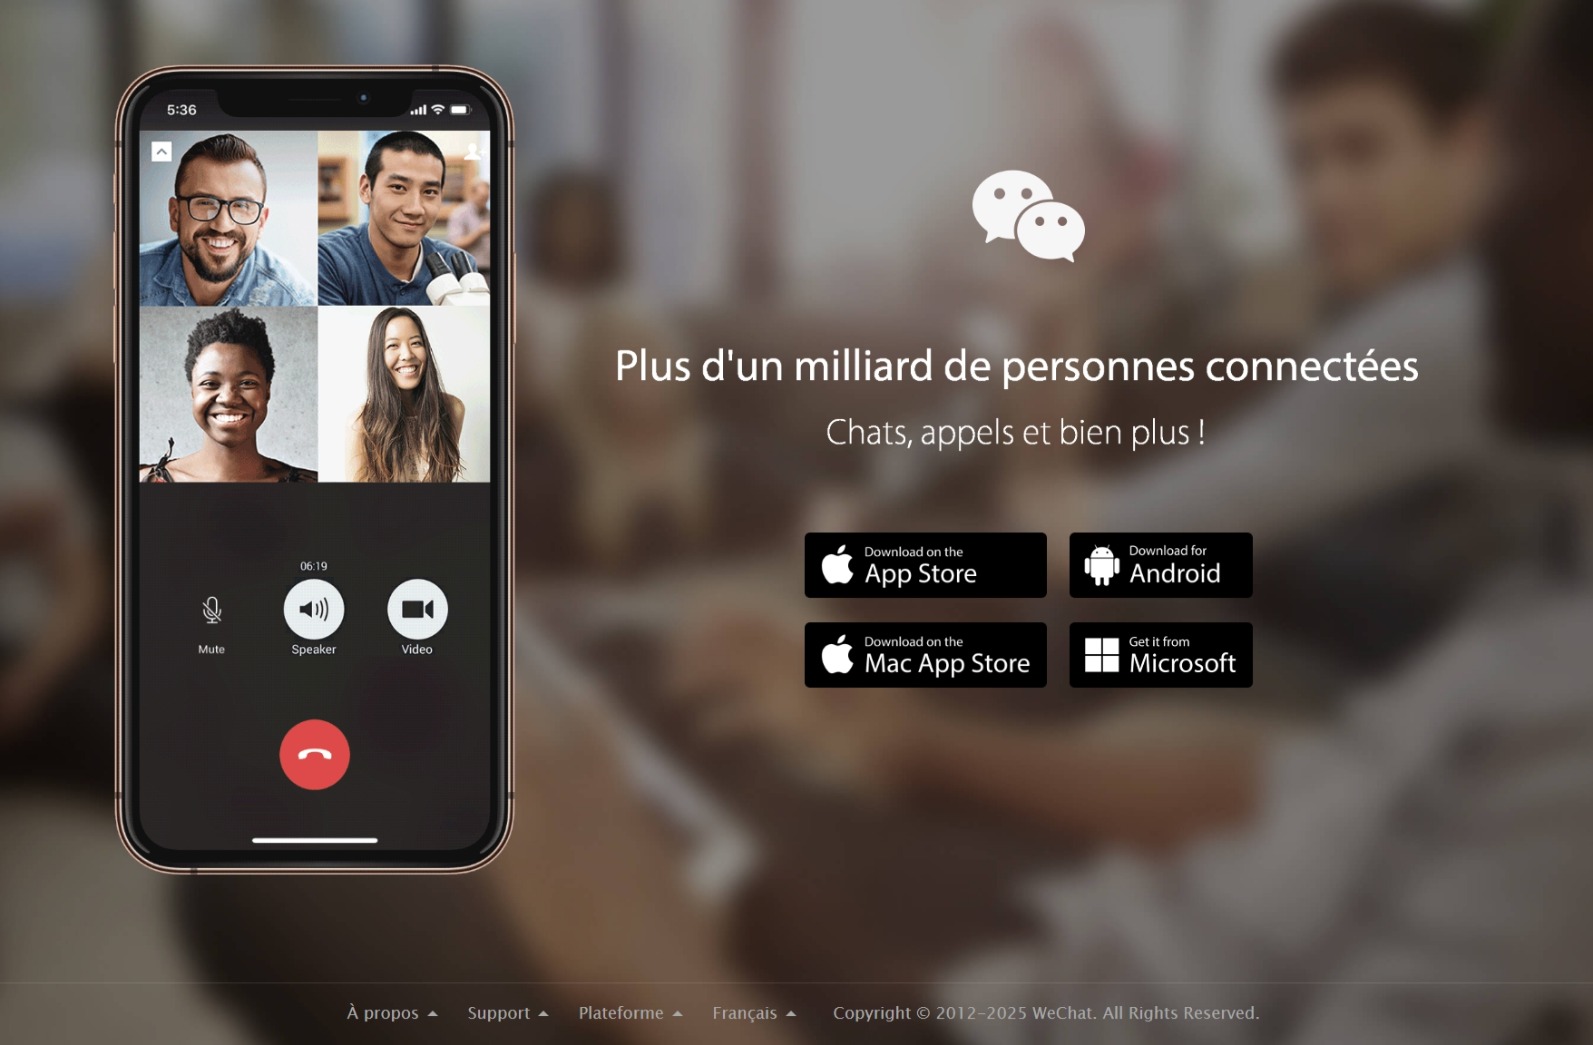 5:36
06:19
Mute
Speaker
Video
Plus d'un milliard de personnes connectées
Chats, appels et bien plus !
Download on the
App Store
Download for
Android
Download on the
Mac App Store
Get it from
Microsoft
À propos
Support
Plateforme
Français
Copyright © 2012-2025 WeChat. All Rights Reserved.